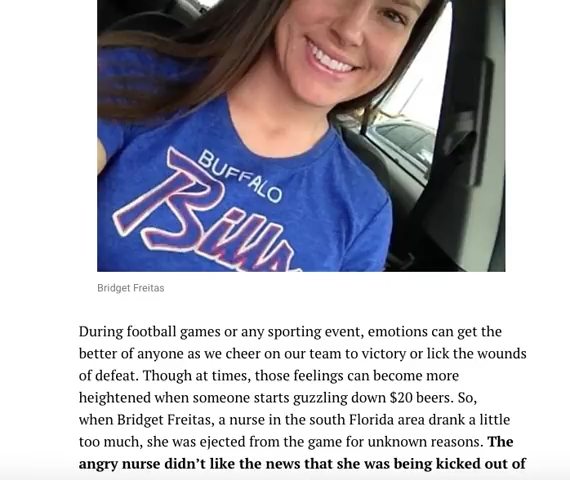 BUFFALO
Bills
Bridget Freitas
During football games or any sporting event, emotions can get the
better of anyone as we cheer on our team to victory or lick the wounds
of defeat. Though at times, those feelings can become more
heightened when someone starts guzzling down $20 beers. So,
when Bridget Freitas, a nurse in the south Florida area drank a little
too much, she was ejected from the game for unknown reasons. The
angry nurse didn’t like the news that she was being kicked out of